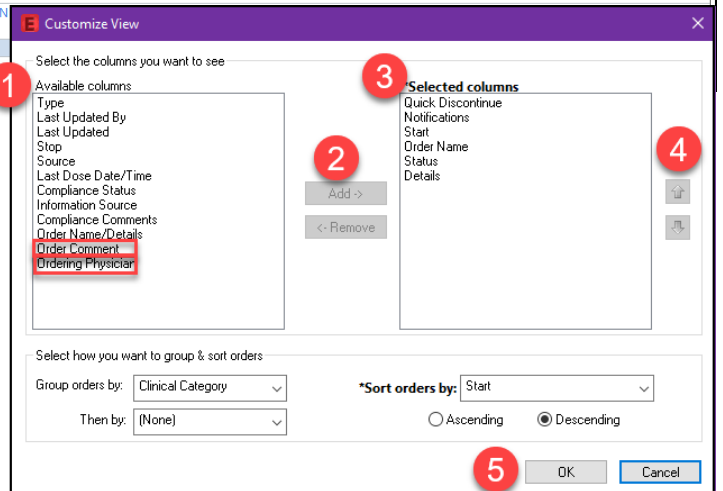 N
E Customize View
Select the columns you want to see
1
Available columns
Type
Last Updated By
Last Updated
Stop
Source
Last Dose Date/Time
Compliance Status
Information Source
Compliance Comments
Order Name/Details
Order Comment
Ordering Physician
2
Add ->
<- Remove
3
*Selected columns
Quick Discontinue
Notifications
Start
Order Name
Status
Details
4
Select how you want to group & sort orders
Group orders by: Clinical Category
Then by: (None)
*Sort orders by: Start
Ascending Descending
5
OK Cancel